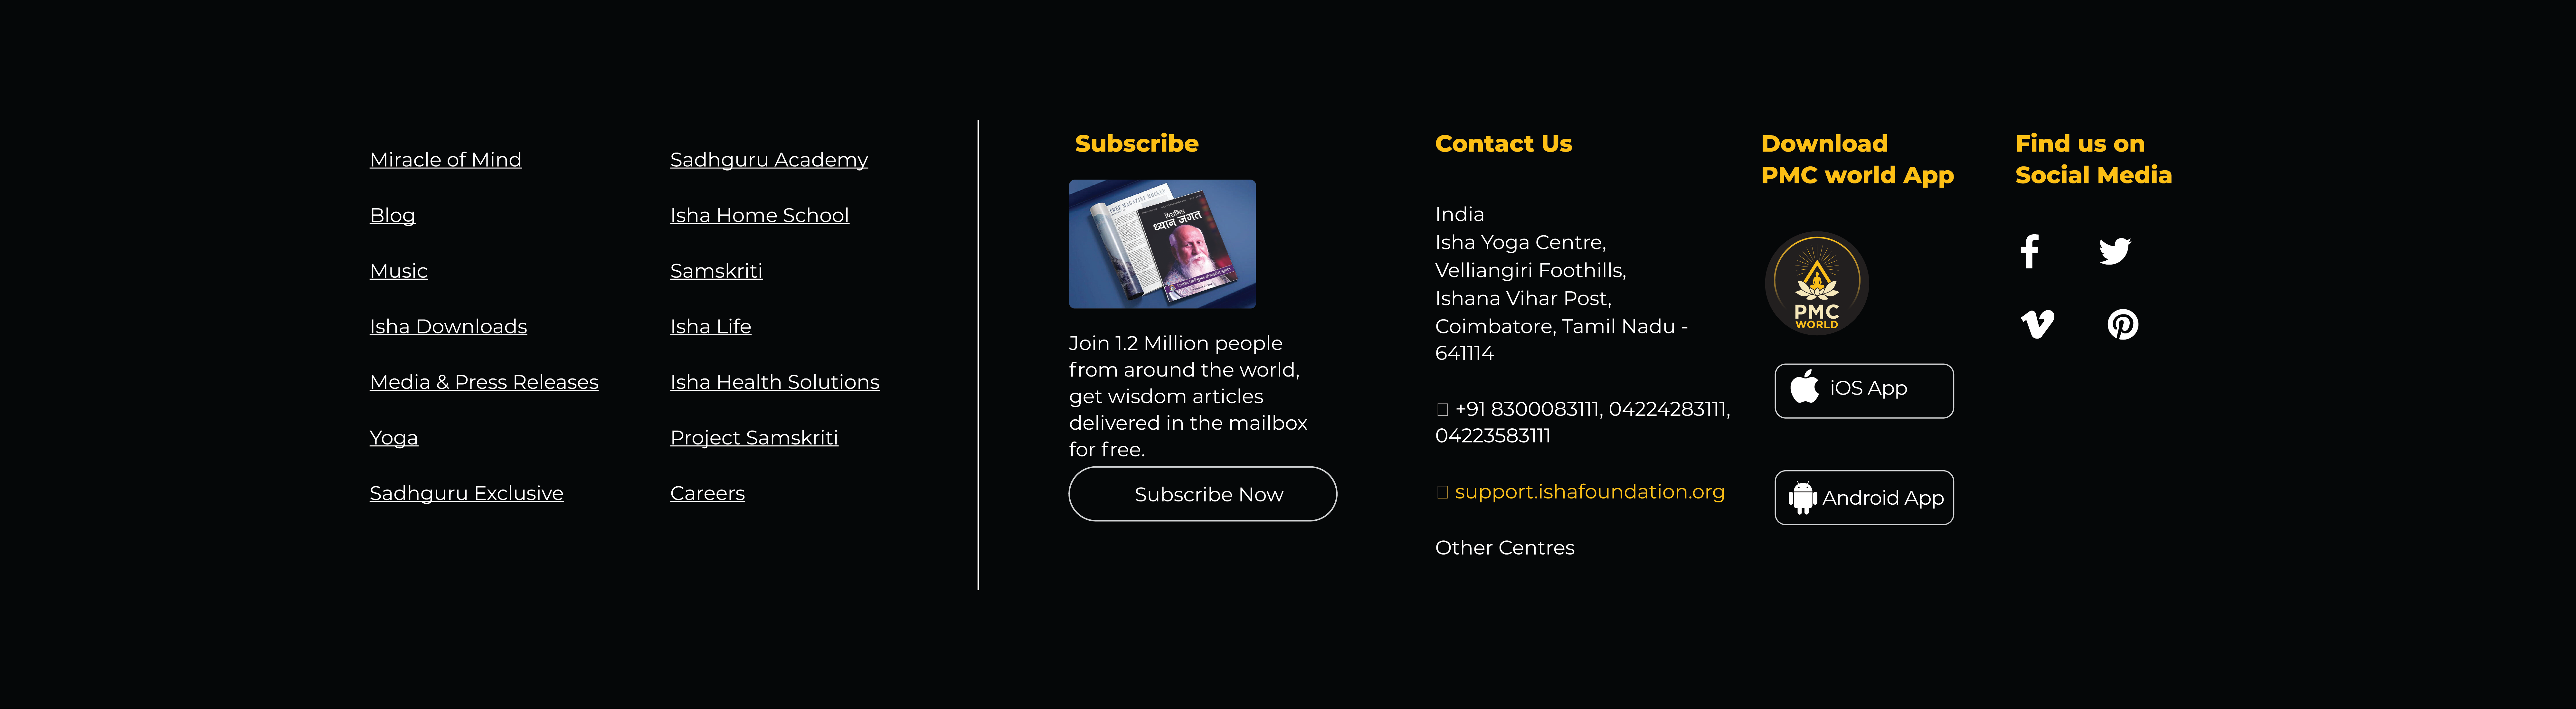 Miracle of Mind
Blog
Music
Isha Downloads
Media & Press Releases
Yoga
Sadhguru Exclusive
Sadhguru Academy
Isha Home School
Samskriti
Isha Life
Isha Health Solutions
Project Samskriti
Careers
Subscribe
FREE MAGAZINE MOCKUP
ध्यान जगत
Join 1.2 Million people
from around the world,
get wisdom articles
delivered in the mailbox
for free.
Subscribe Now
Contact Us
India
Isha Yoga Centre,
Velliangiri Foothills,
Ishana Vihar Post,
Coimbatore, Tamil Nadu -
641114
+91 8300083111, 04224283111,
04223583111
support.ishafoundation.org
Other Centres
Download
PMC world App
PMC
WORLD
iOS App
Android App
Find us on
Social Media